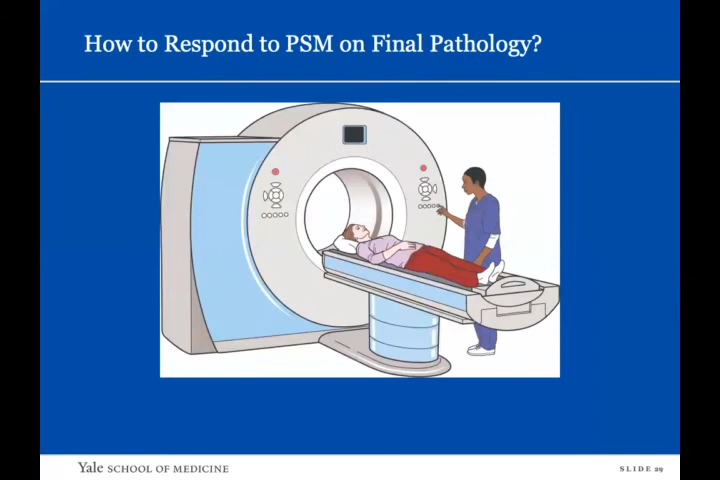 How to Respond to PSM on Final Pathology?
Yale SCHOOL OF MEDICINE
SLIDE 29